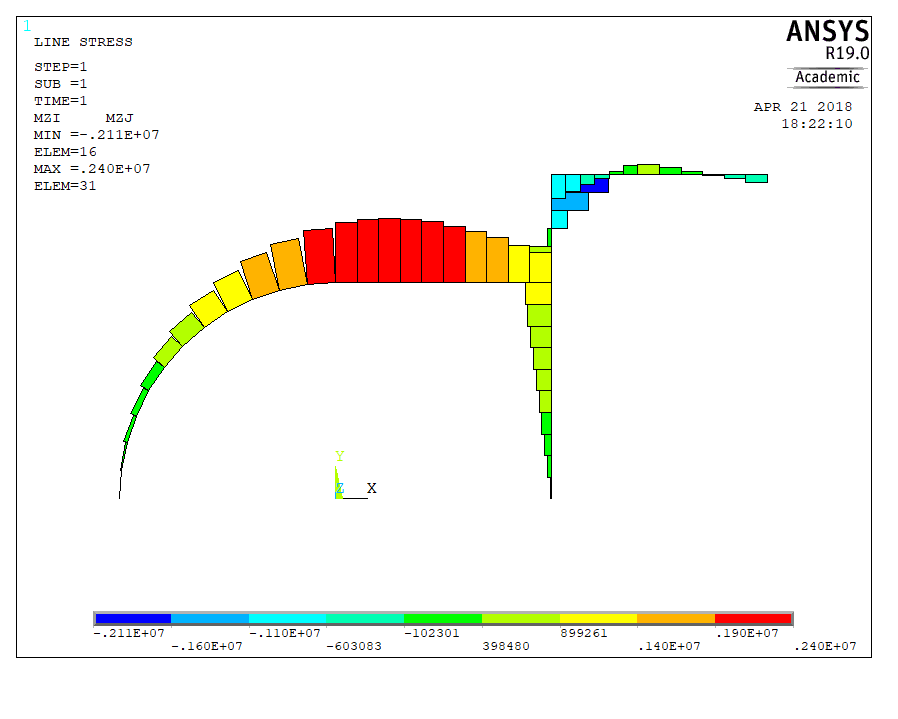 1
LINE STRESS
STEP=1
SUB =1
TIME=1
MZI MZJ
MIN =-.211E+07
ELEM=16
MAX =.240E+07
ELEM=31
ANSYS
R19.0
Academic
APR 21 2018
18:22:10
Y
Z X
-.211E+07 -.110E+07 -102301 899261 .190E+07
-.160E+07 -603083 398480 .140E+07 .240E+07